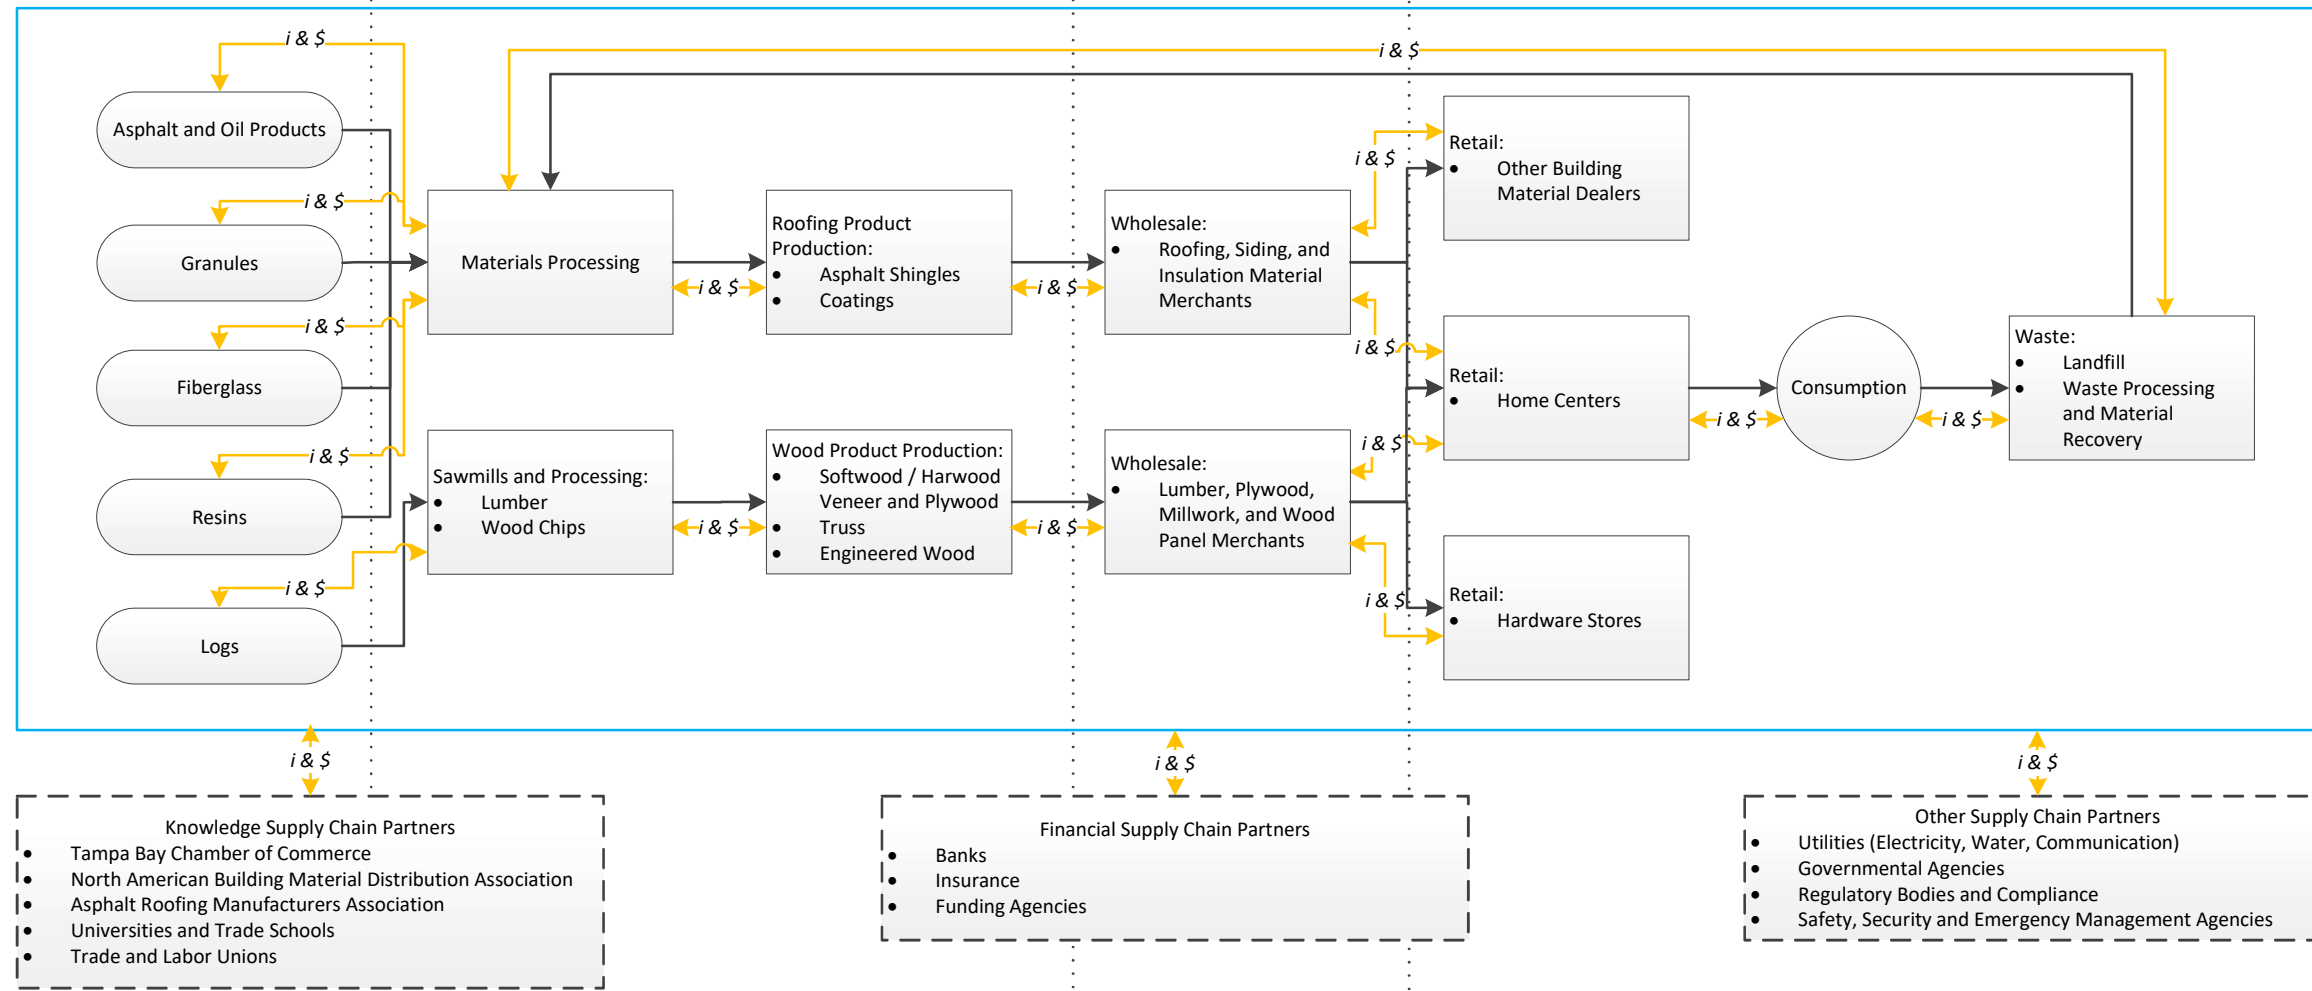 i & $
i & $
Asphalt and Oil Products
Retail:
• Other Building
Material Dealers
i & $
i & $
Granules
Materials Processing
Roofing Product
Production:
• Asphalt Shingles
• Coatings
Wholesale:
• Roofing, Siding, and
Insulation Material
Merchants
i & $
i & $
i & $
Fiberglass
i & $
Retail:
• Home Centers
Consumption
Waste:
• Landfill
• Waste Processing
and Material
Recovery
i & $
i & $
i & $
Resins
Sawmills and Processing:
• Lumber
• Wood Chips
Wood Product Production:
• Softwood / Harwood
Veneer and Plywood
• Truss
• Engineered Wood
Wholesale:
• Lumber, Plywood,
Millwork, and Wood
Panel Merchants
i & $
i & $
i & $
i & $
i & $
Logs
Retail:
• Hardware Stores
i & $
i & $
i & $
i & $
Knowledge Supply Chain Partners
• Tampa Bay Chamber of Commerce
• North American Building Material Distribution Association
• Asphalt Roofing Manufacturers Association
• Universities and Trade Schools
• Trade and Labor Unions
Financial Supply Chain Partners
• Banks
• Insurance
• Funding Agencies
Other Supply Chain Partners
• Utilities (Electricity, Water, Communication)
• Governmental Agencies
• Regulatory Bodies and Compliance
• Safety, Security and Emergency Management Agencies